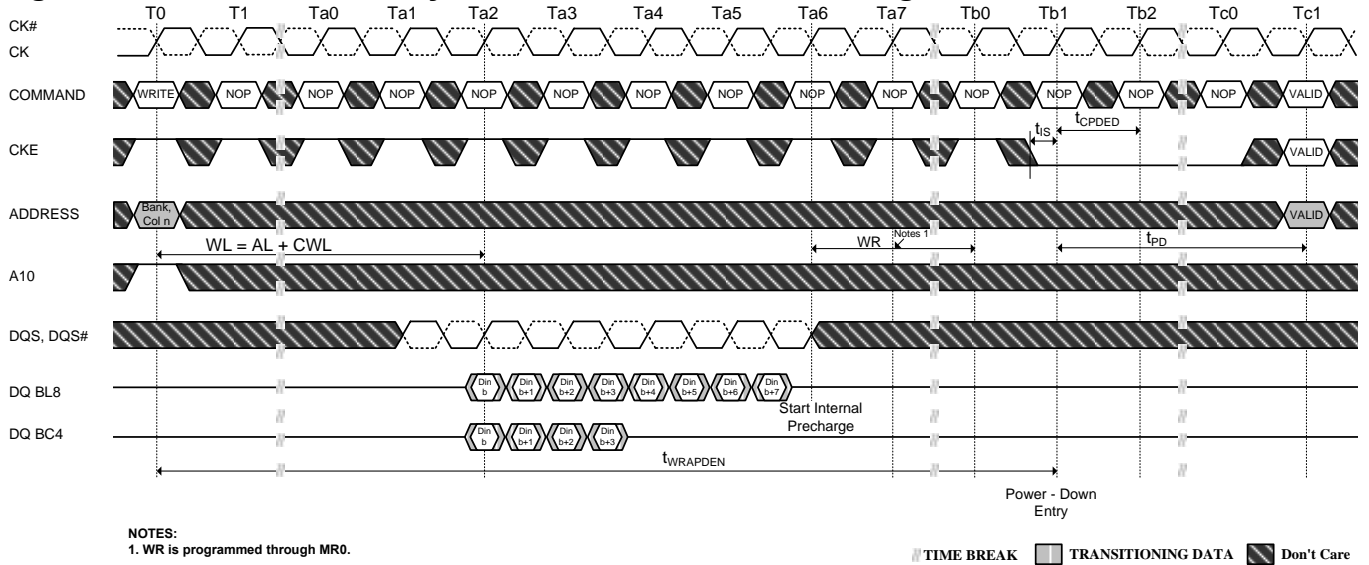 T0 T1 Ta0 Ta1 Ta2 Ta3 Ta4 Ta5 Ta6 Ta7 Tb0 Tb1 Tb2 Tc0 Tc1
CK#
CK
COMMAND WRITE NOP NOP NOP NOP NOP NOP NOP NOP NOP NOP NOP NOP NOP VALID
tIS tCPDED
CKE VALID
ADDRESS Bank, Col n VALID
WL = AL + CWL WR Notes 1 tPD
A10
DQS, DQS#
DQ BL8 Din b Din b+1 Din b+2 Din b+3 Din b+4 Din b+5 Din b+6 Din b+7
Start Internal
Precharge
DQ BC4 Din b Din b+1 Din b+2 Din b+3
tWRAPDEN
Power - Down
Entry
NOTES:
1. WR is programmed through MR0.
TIME BREAK TRANSITIONING DATA Don't Care